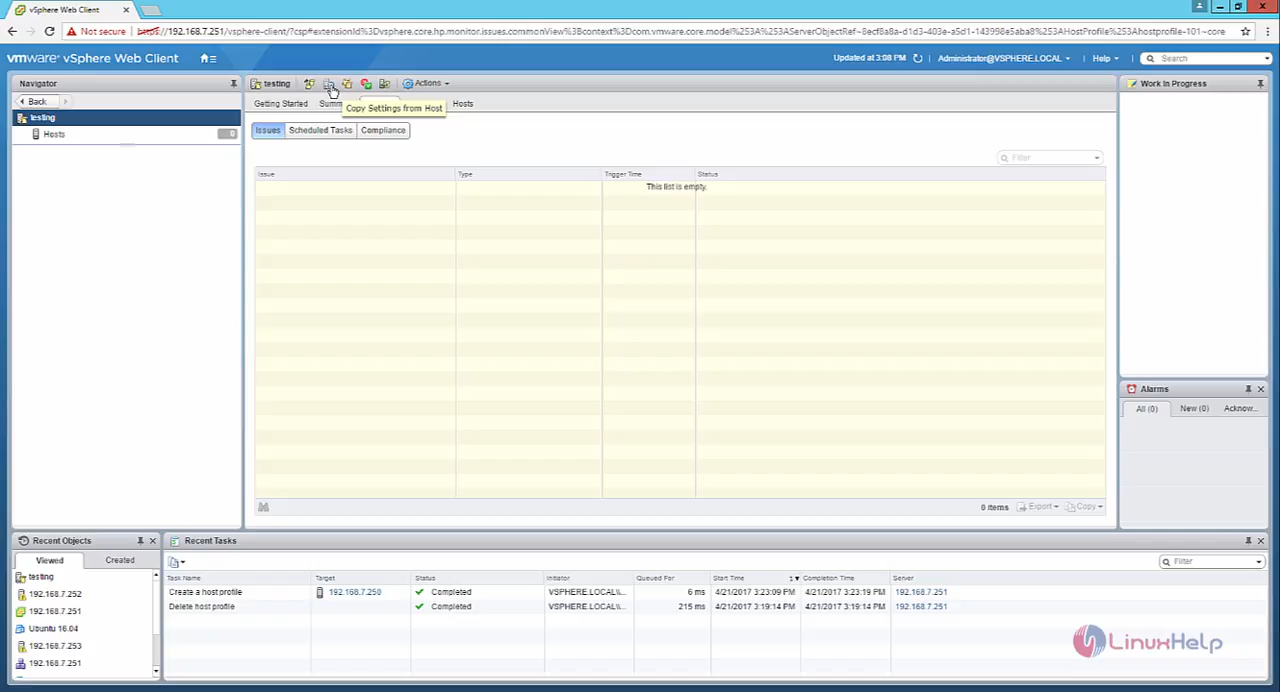 vSphere Web Client
Not secure https://192.168.7.251/vsphere-client/?csp#extensionId%3Dvsphere.core.hp.monitor.issues.commonView%3Bcontext%3Dcom.vmware.core.model%253A%253AServerObjectRef~8ecf8a8a-d1d3-403e-a5d1-143998e5aba8%253AHostProfile%253Ahostprofile-101~core
vmware® vSphere Web Client
Updated at 3:08 PM
Administrator@VSPHERE.LOCAL
Help
Search
Navigator
Back
testing
Hosts
0
testing
Actions
Getting Started
Summ
Hosts
Copy Settings from Host
Issues
Scheduled Tasks
Compliance
Filter
Issue
Type
Trigger Time
Status
This list is empty.
0 items
Export
Copy
Work In Progress
Alarms
All (0)
New (0)
Acknow...
Recent Objects
Viewed
Created
testing
192.168.7.252
192.168.7.251
Ubuntu 16.04
192.168.7.253
192.168.7.251
Recent Tasks
Filter
Task Name Target Status Initiator Queued For Start Time 1 Completion Time Server
Create a host profile 192.168.7.250 Completed VSPHERE.LOCAL\... 6 ms 4/21/2017 3:23:09 PM 4/21/2017 3:23:19 PM 192.168.7.251
Delete host profile Completed VSPHERE.LOCAL\... 215 ms 4/21/2017 3:19:14 PM 4/21/2017 3:19:14 PM 192.168.7.251
LinuxHelp